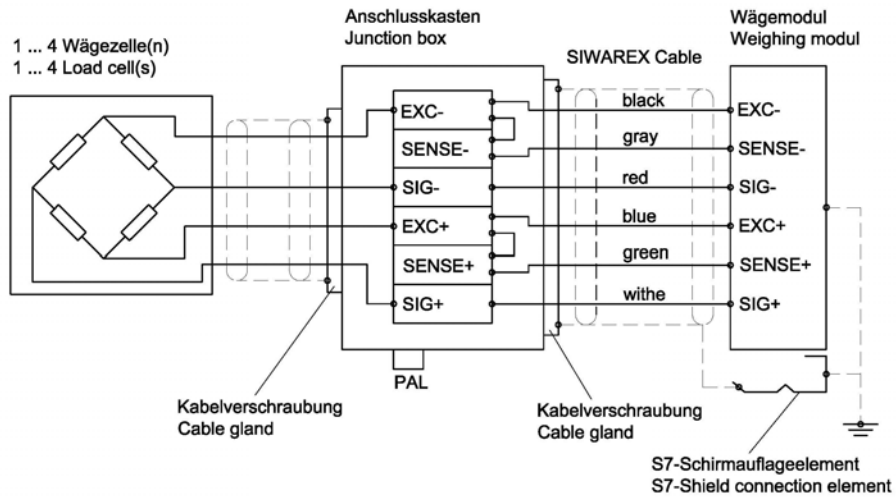 Anschlusskasten
Junction box
Wägemodul
Weighing modul
1 ... 4 Wägezelle(n)
1 ... 4 Load cell(s)
SIWAREX Cable
EXC-
SENSE-
SIG-
EXC+
SENSE+
SIG+
black
gray
red
blue
green
withe
EXC-
SENSE-
SIG-
EXC+
SENSE+
SIG+
PAL
Kabelverschraubung
Cable gland
Kabelverschraubung
Cable gland
S7-Schirmauflageelement
S7-Shield connection element